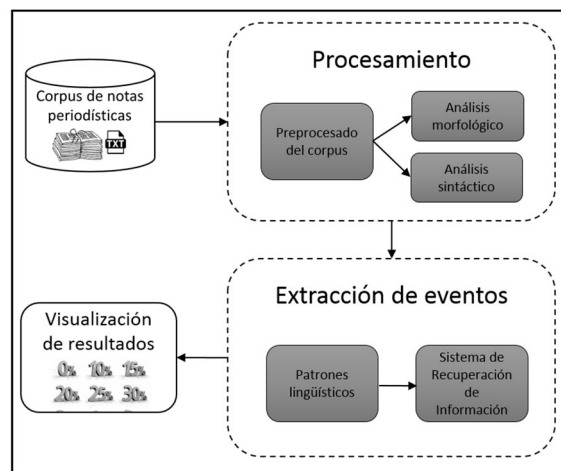 Corpus de notas
periodísticas
TXT
Procesamiento
Preprocesado
del corpus
Análisis
morfológico
Análisis
sintáctico
Extracción de eventos
Patrones
lingüísticos
Sistema de
Recuperación
de
Información
Visualización
de resultados
0% 10% 15%
20% 25% 30%